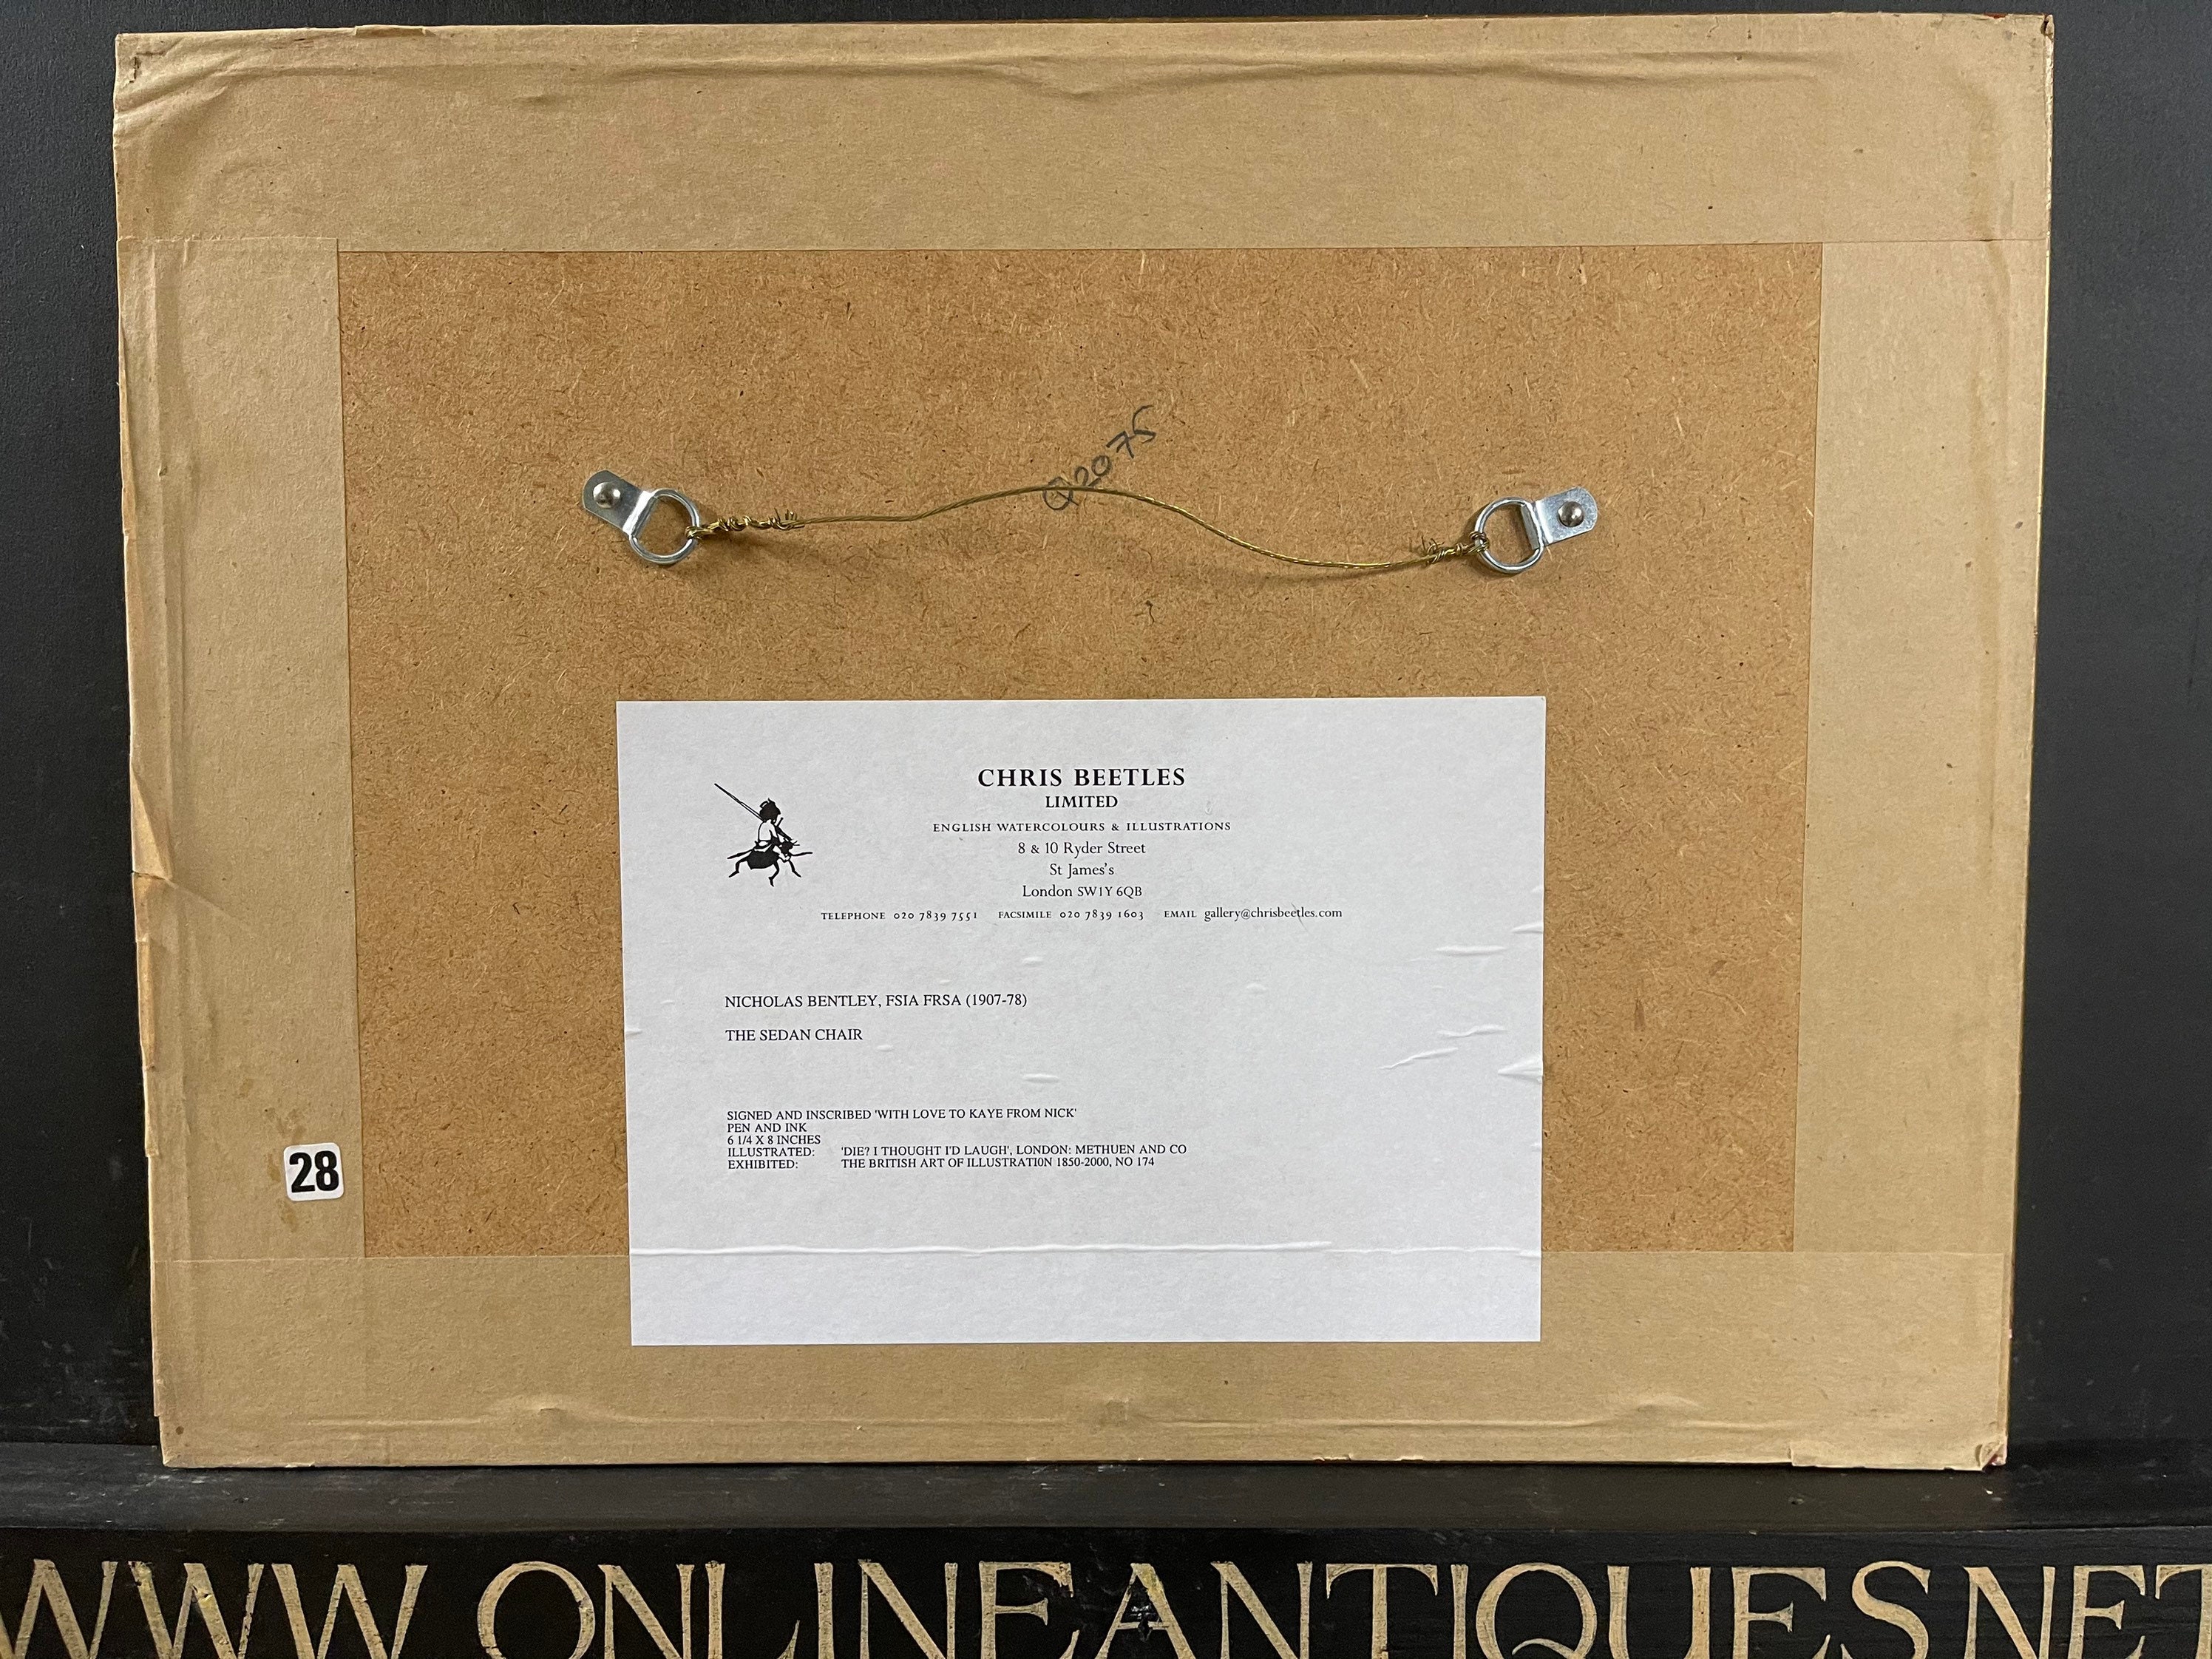 Q2075
CHRIS BEETLES
LIMITED
ENGLISH WATERCOLOURS & ILLUSTRATIONS
8 & 10 Ryder Street
St James's
London SW1Y 6QB
TELEPHONE 020 7839 7551 FACSIMILE 020 7839 1603 EMAIL gallery@chrisbeetles.com
NICHOLAS BENTLEY, FSIA FRSA (1907-78)
THE SEDAN CHAIR
SIGNED AND INSCRIBED 'WITH LOVE TO KAYE FROM NICK'
PEN AND INK
6 1/4 X 8 INCHES
ILLUSTRATED: 'DIE? I THOUGHT I'D LAUGH', LONDON: METHUEN AND CO
EXHIBITED: THE BRITISH ART OF ILLUSTRATI0N 1850-2000, NO 174
28
WWW ONLINEANTIQUES NET